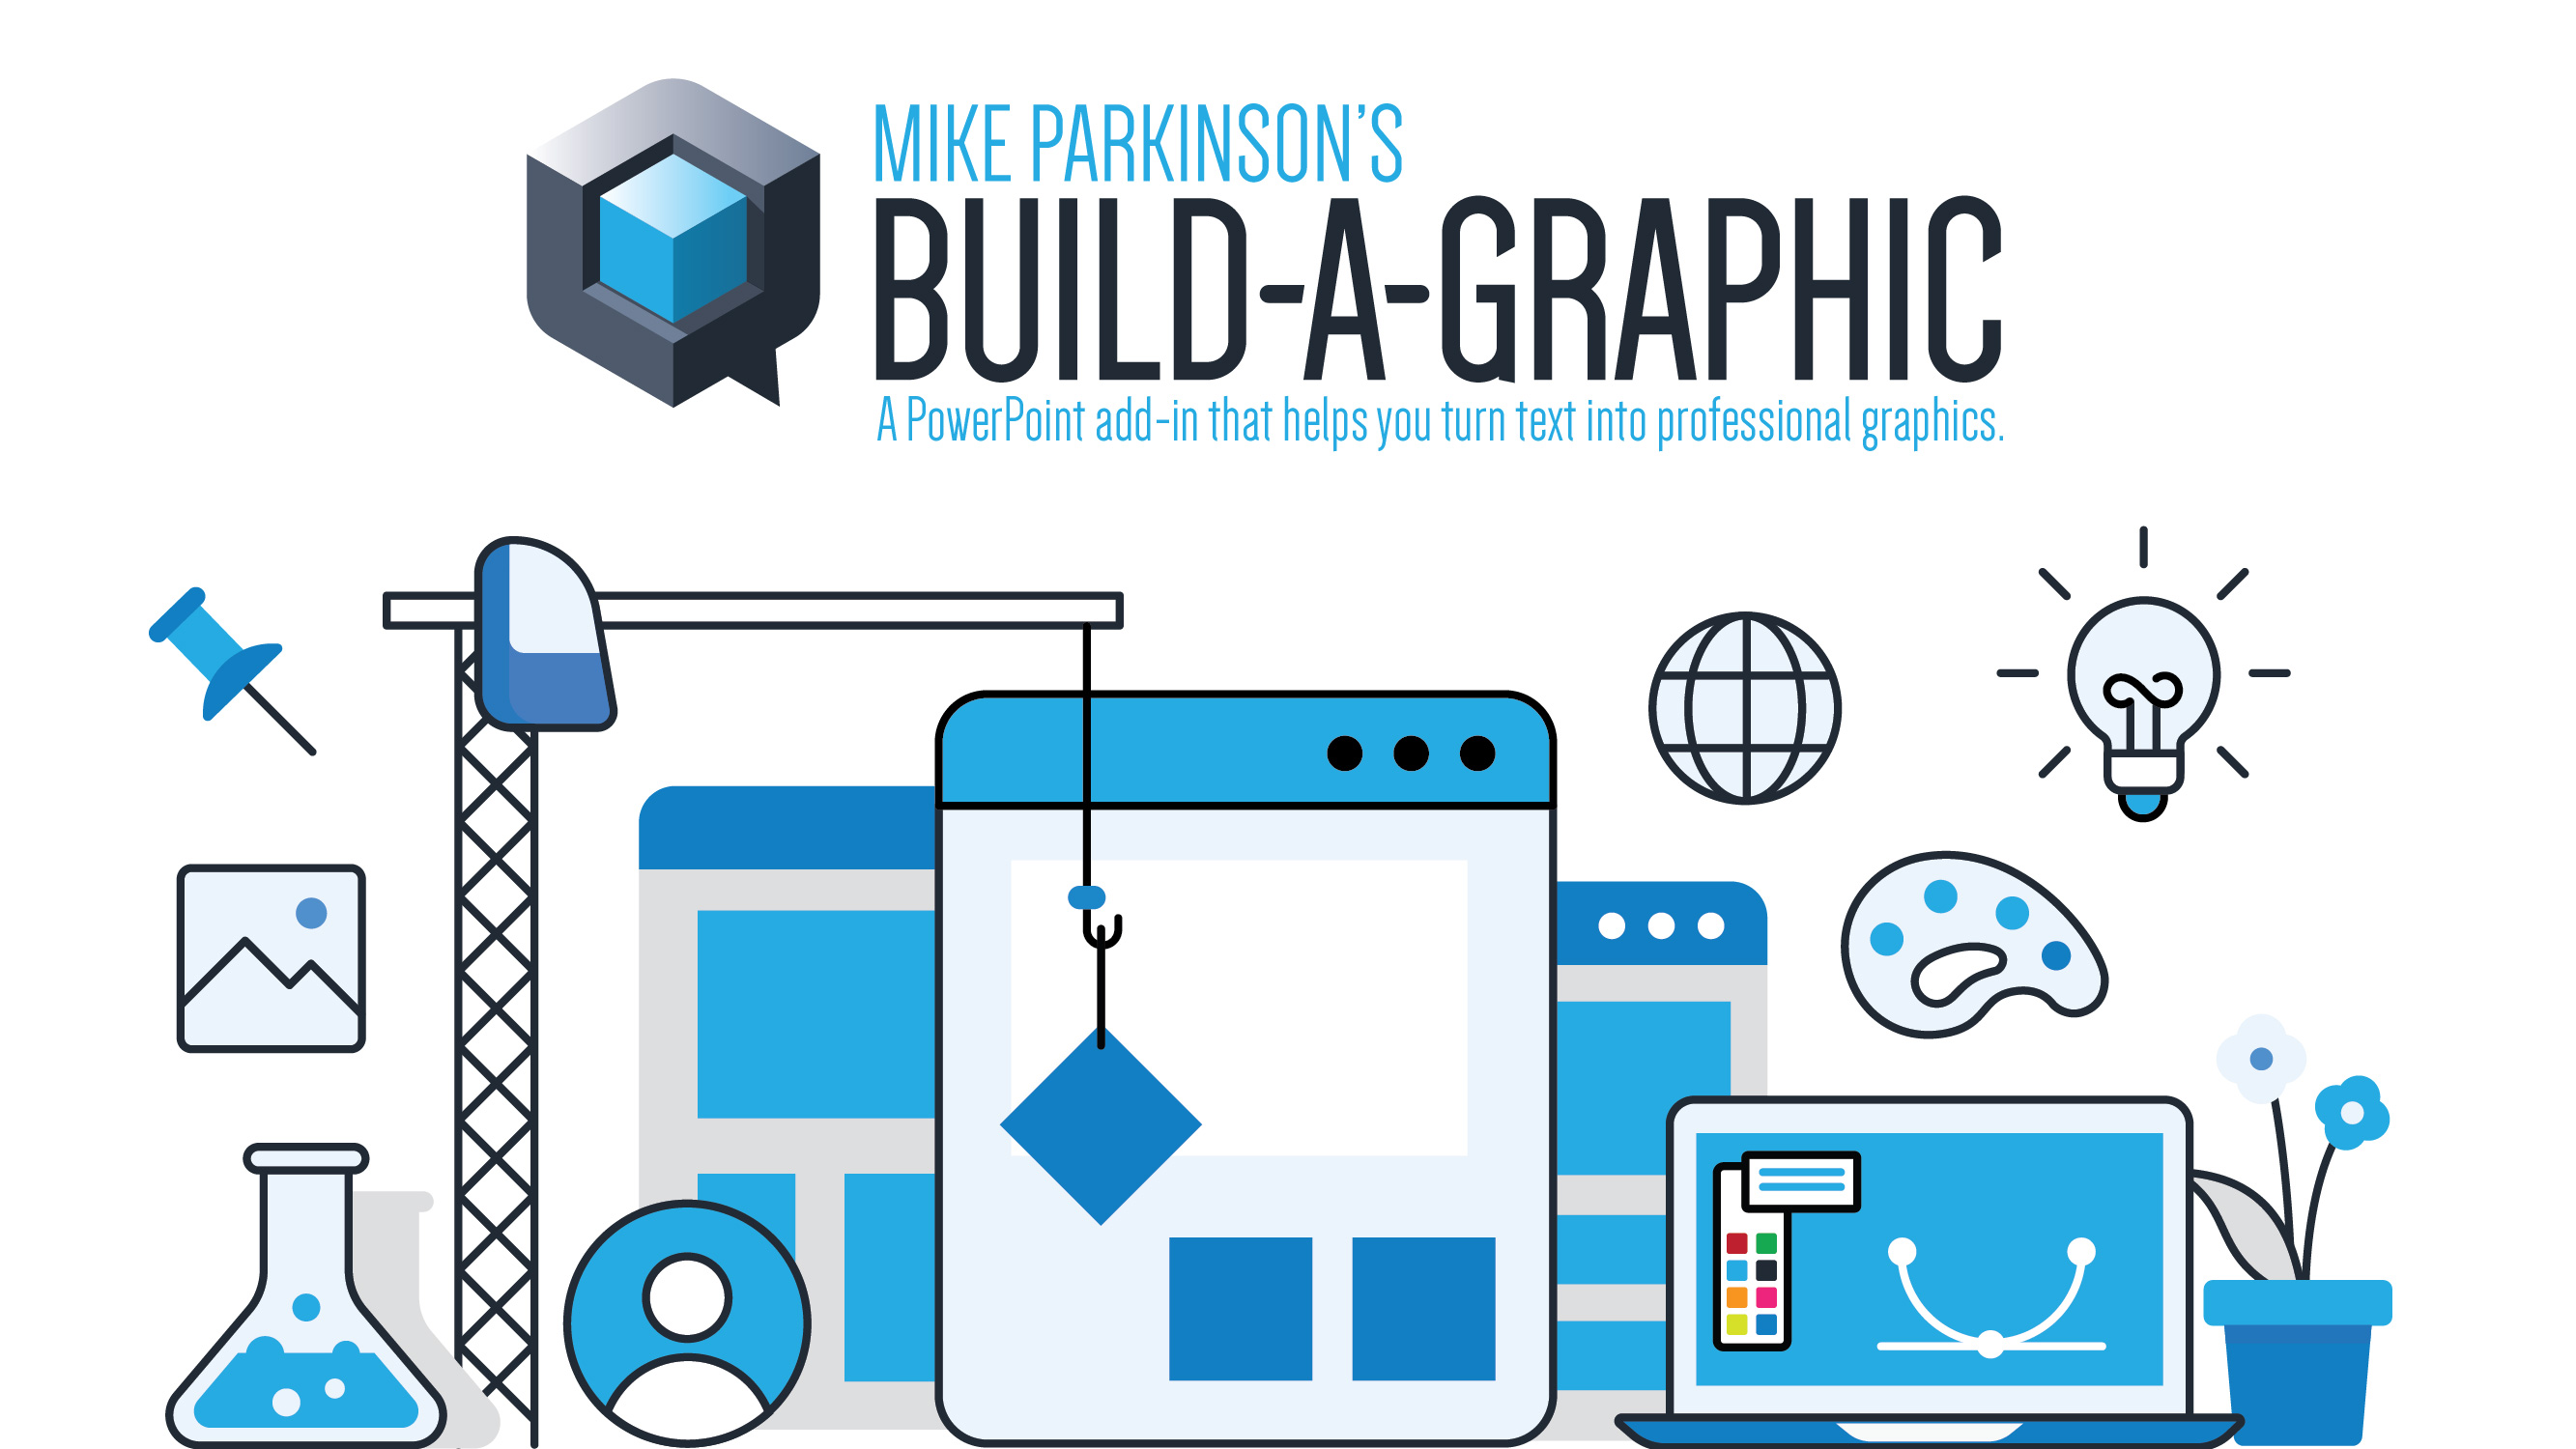 MIKE PARKINSON'S
BUILD-A-GRAPHIC
A PowerPoint add-in that helps you turn text into professional graphics.